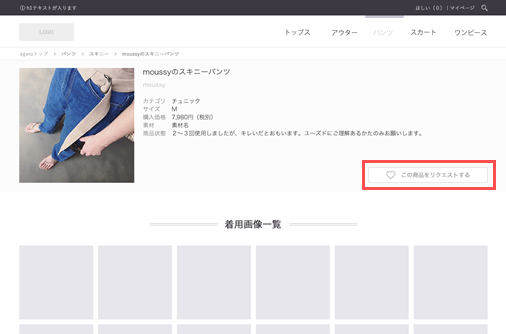 ① h1テキストが入ります
ほしい（0）｜マイページ
LOGO
トップス アウター パンツ スカート ワンピース
ageruトップ > パンツ > スキニー > moussyのスキニーパンツ
moussyのスキニーパンツ
moussy
カテゴリ チュニック
サイズ M
購入価格 7,980円（税別）
素材 素材名
商品状態 2〜3回使用しましたが、キレいだとおもいます。ユーズドにご理解あるかたのみお願いします。
この商品をリクエストする
着用画像一覧